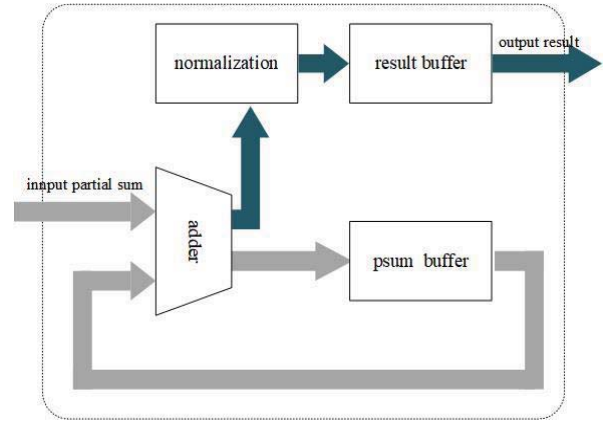 normalization
result buffer
output result
innput partial sum
adder
psum buffer